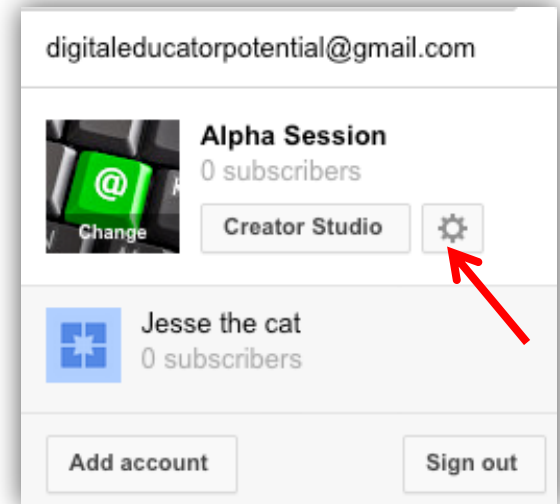 digitaleducatorpotential@gmail.com
Alpha Session
0 subscribers
@
Change
Creator Studio
Jesse the cat
0 subscribers
Add account
Sign out